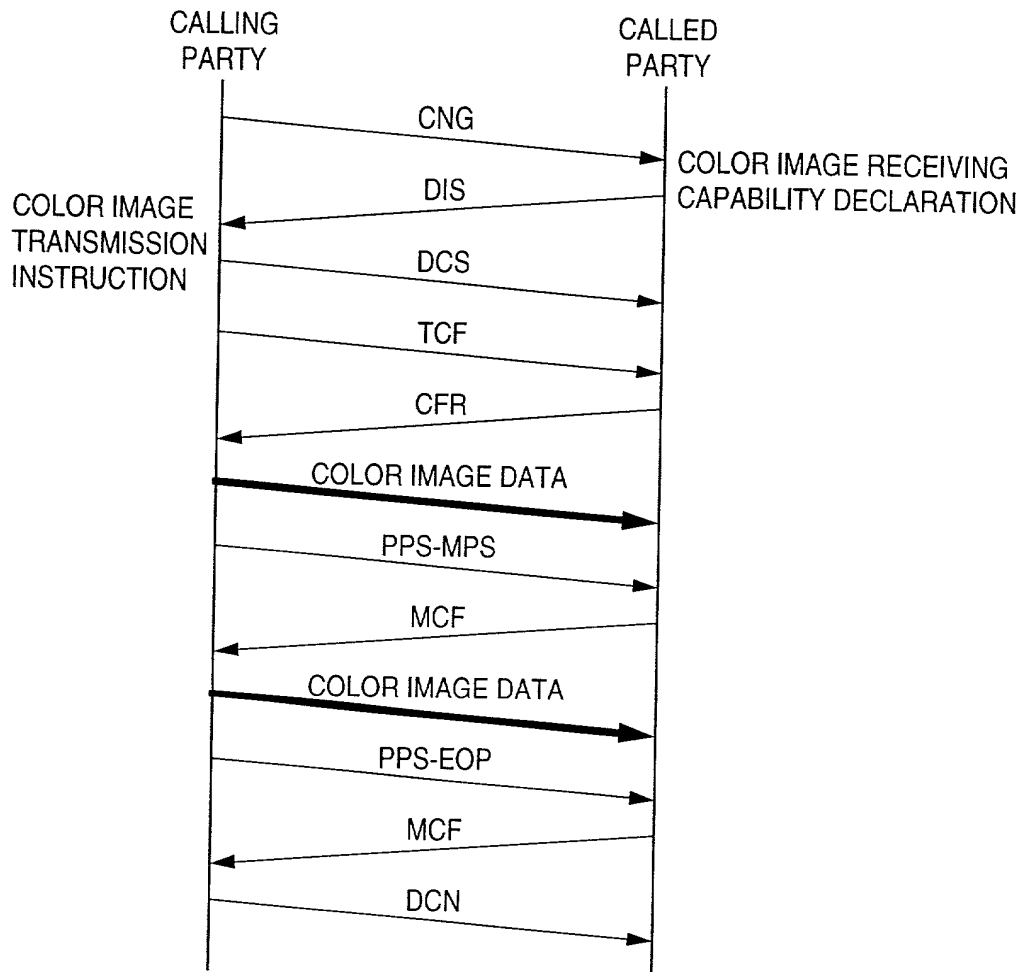 CALLING
PARTY
CALLED
PARTY
CNG
COLOR IMAGE RECEIVING
CAPABILITY DECLARATION
DIS
COLOR IMAGE
TRANSMISSION
INSTRUCTION
DCS
TCF
CFR
COLOR IMAGE DATA
PPS-MPS
MCF
COLOR IMAGE DATA
PPS-EOP
MCF
DCN